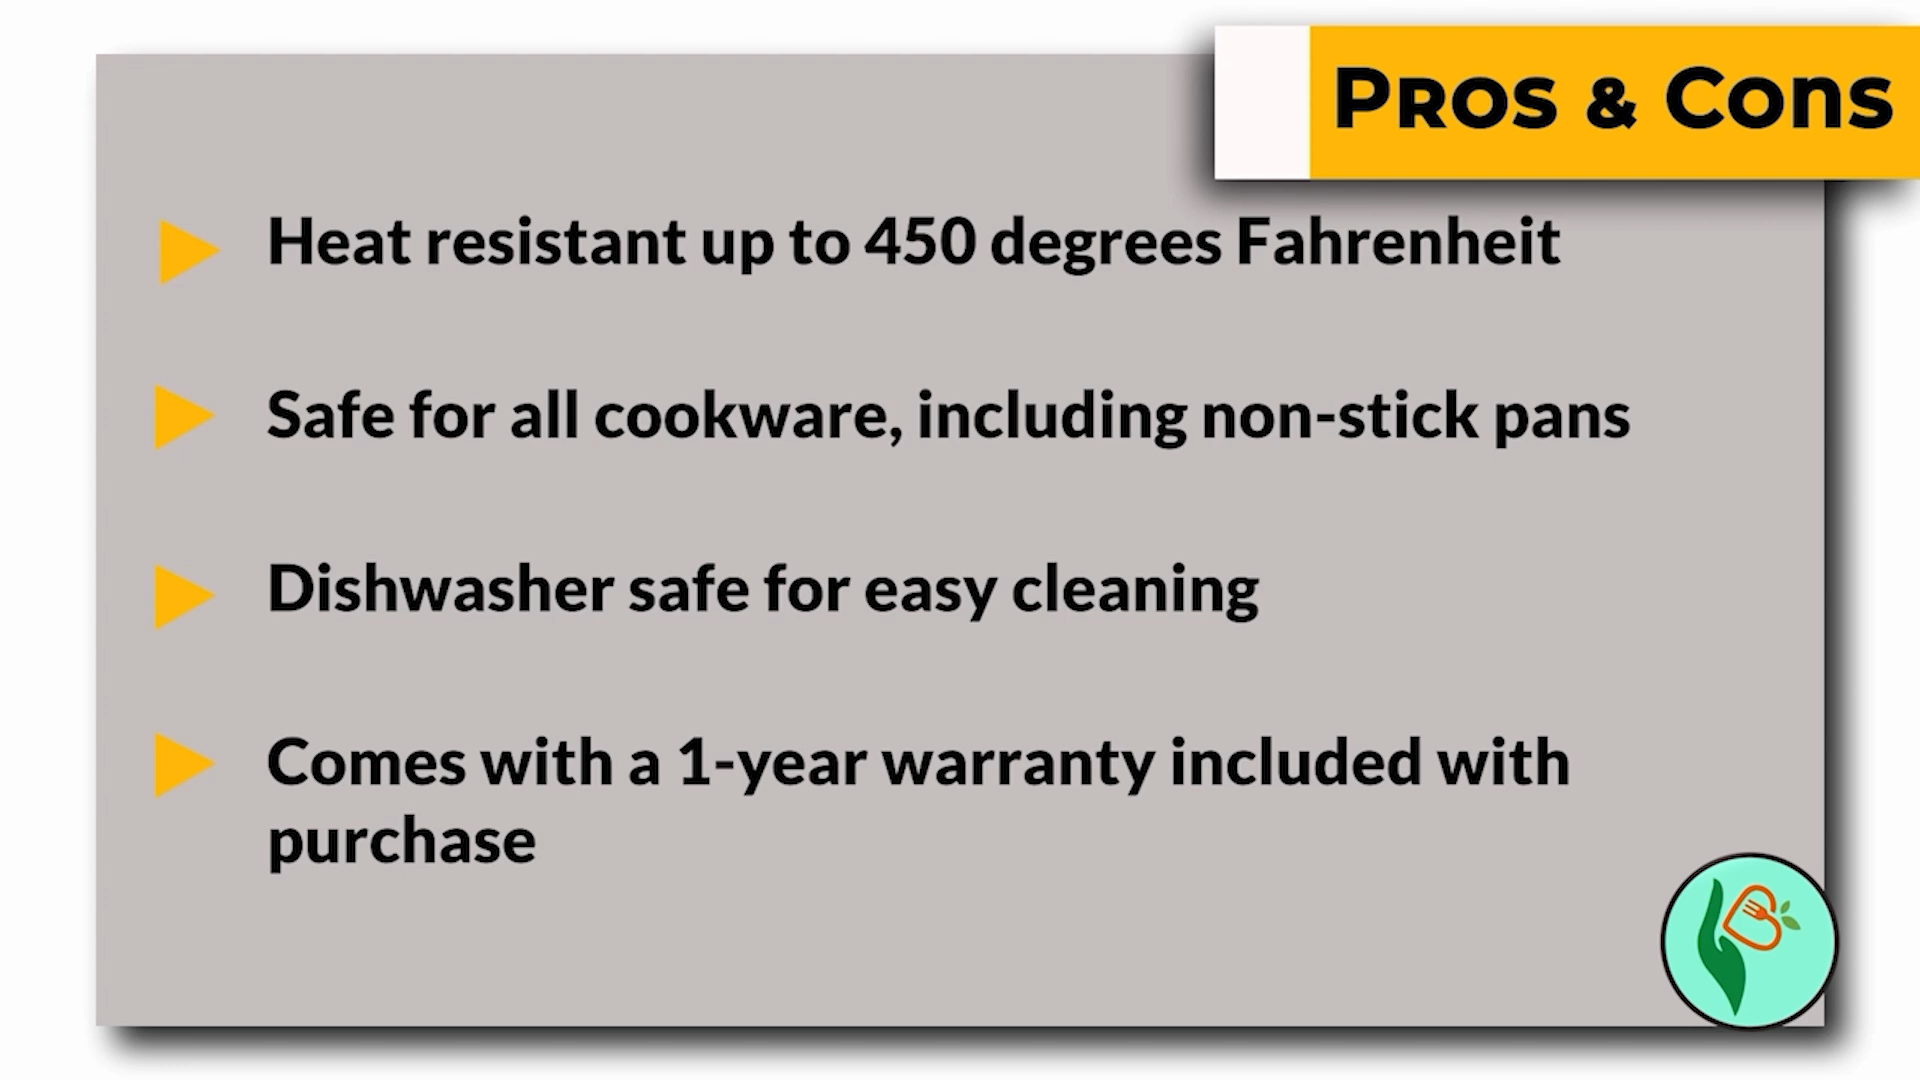 Pros & Cons
Heat resistant up to 450 degrees Fahrenheit
Safe for all cookware, including non-stick pans
Dishwasher safe for easy cleaning
Comes with a 1-year warranty included with
purchase